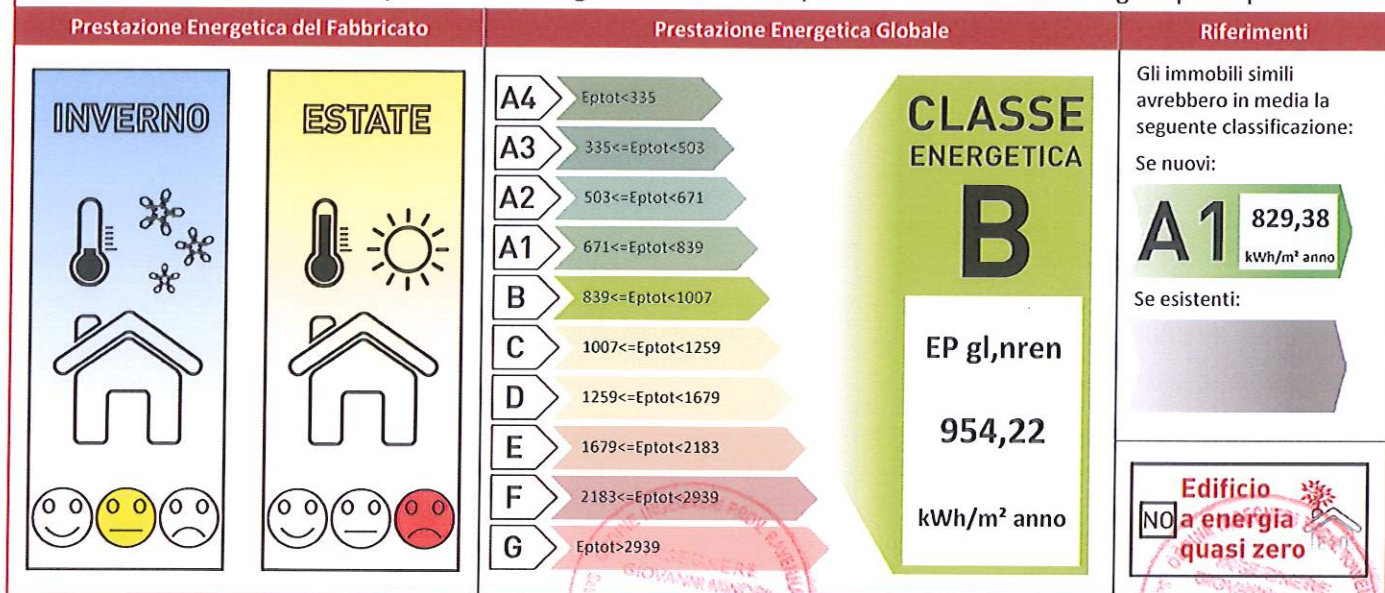 Prestazione Energetica del Fabbricato
Prestazione Energetica Globale
Riferimenti
INVERNO
ESTATE
A4 Eptot<335
A3 335<=Eptot<503
A2 503<=Eptot<671
A1 671<=Eptot<839
B 839<=Eptot<1007
C 1007<=Eptot<1259
D 1259<=Eptot<1679
E 1679<=Eptot<2183
F 2183<=Eptot<2939
G Eptot>2939
CLASSE
ENERGETICA
B
EP gl,nren
954,22
kWh/m² anno
Gli immobili simili
avrebbero in media la
seguente classificazione:
Se nuovi:
A1
829,38
kWh/m² anno
Se esistenti:
Edificio
NO a energia
quasi zero
GIOVANNI